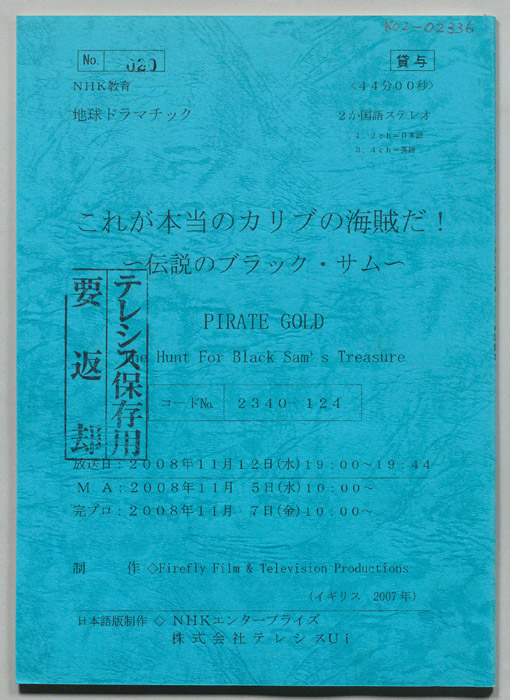 K02-02336
No. 020
貸与
NHK教育
<44分00秒>
地球ドラマチック
2か国語ステレオ
1、2ch=日本語
3、4ch=英語
これが本当のカリブの海賊だ！
〜伝説のブラック・サム〜
PIRATE GOLD
he Hunt For Black Sam's Treasure
テレシス保存用
要返却
コードNo. 2340-124
放送日：2008年11月12日(水)19：00〜19：44
MA：2008年11月 5日(水)10：00〜
完プロ：2008年11月 7日(金)10：00〜
制 作◇Firefly Film & Television Productions
(イギリス 2007年)
日本語版制作◇NHKエンタープライズ
株式会社テレシスUi